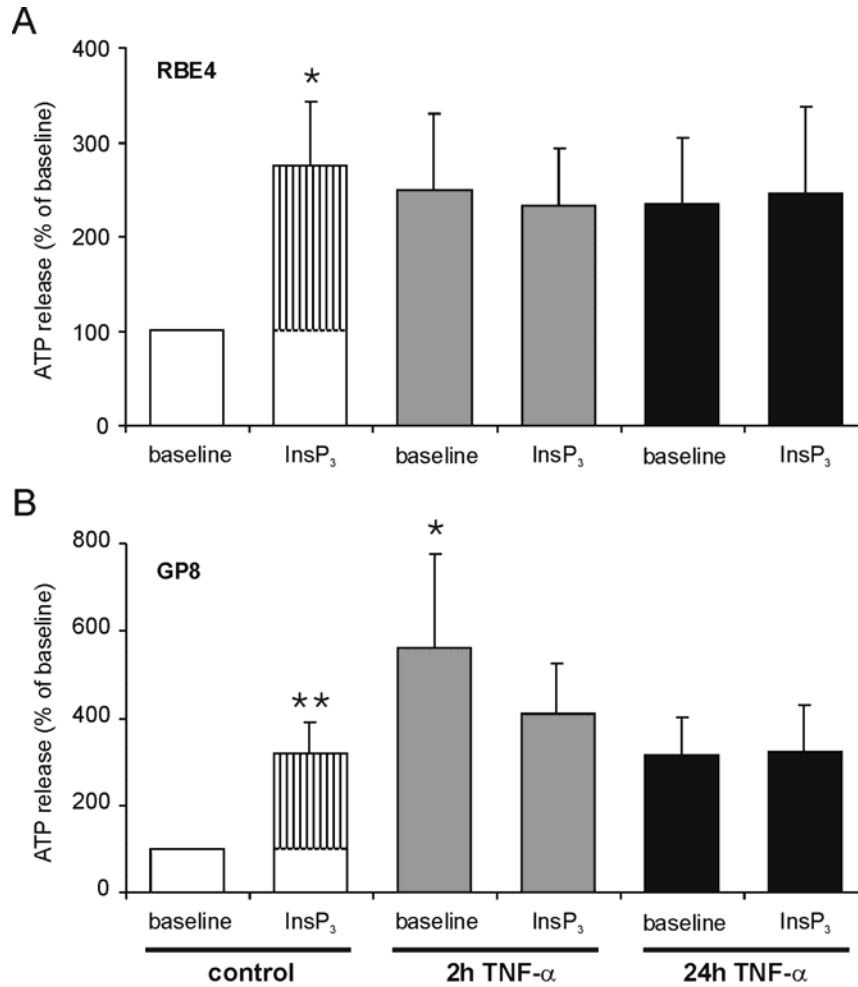 A
RBE4
ATP release (% of baseline)
400
300
200
100
0
*
baseline
InsP₃
baseline
InsP₃
baseline
InsP₃
B
GP8
ATP release (% of baseline)
800
600
400
200
0
**
*
baseline
InsP₃
baseline
InsP₃
baseline
InsP₃
control
2h TNF-α
24h TNF-α